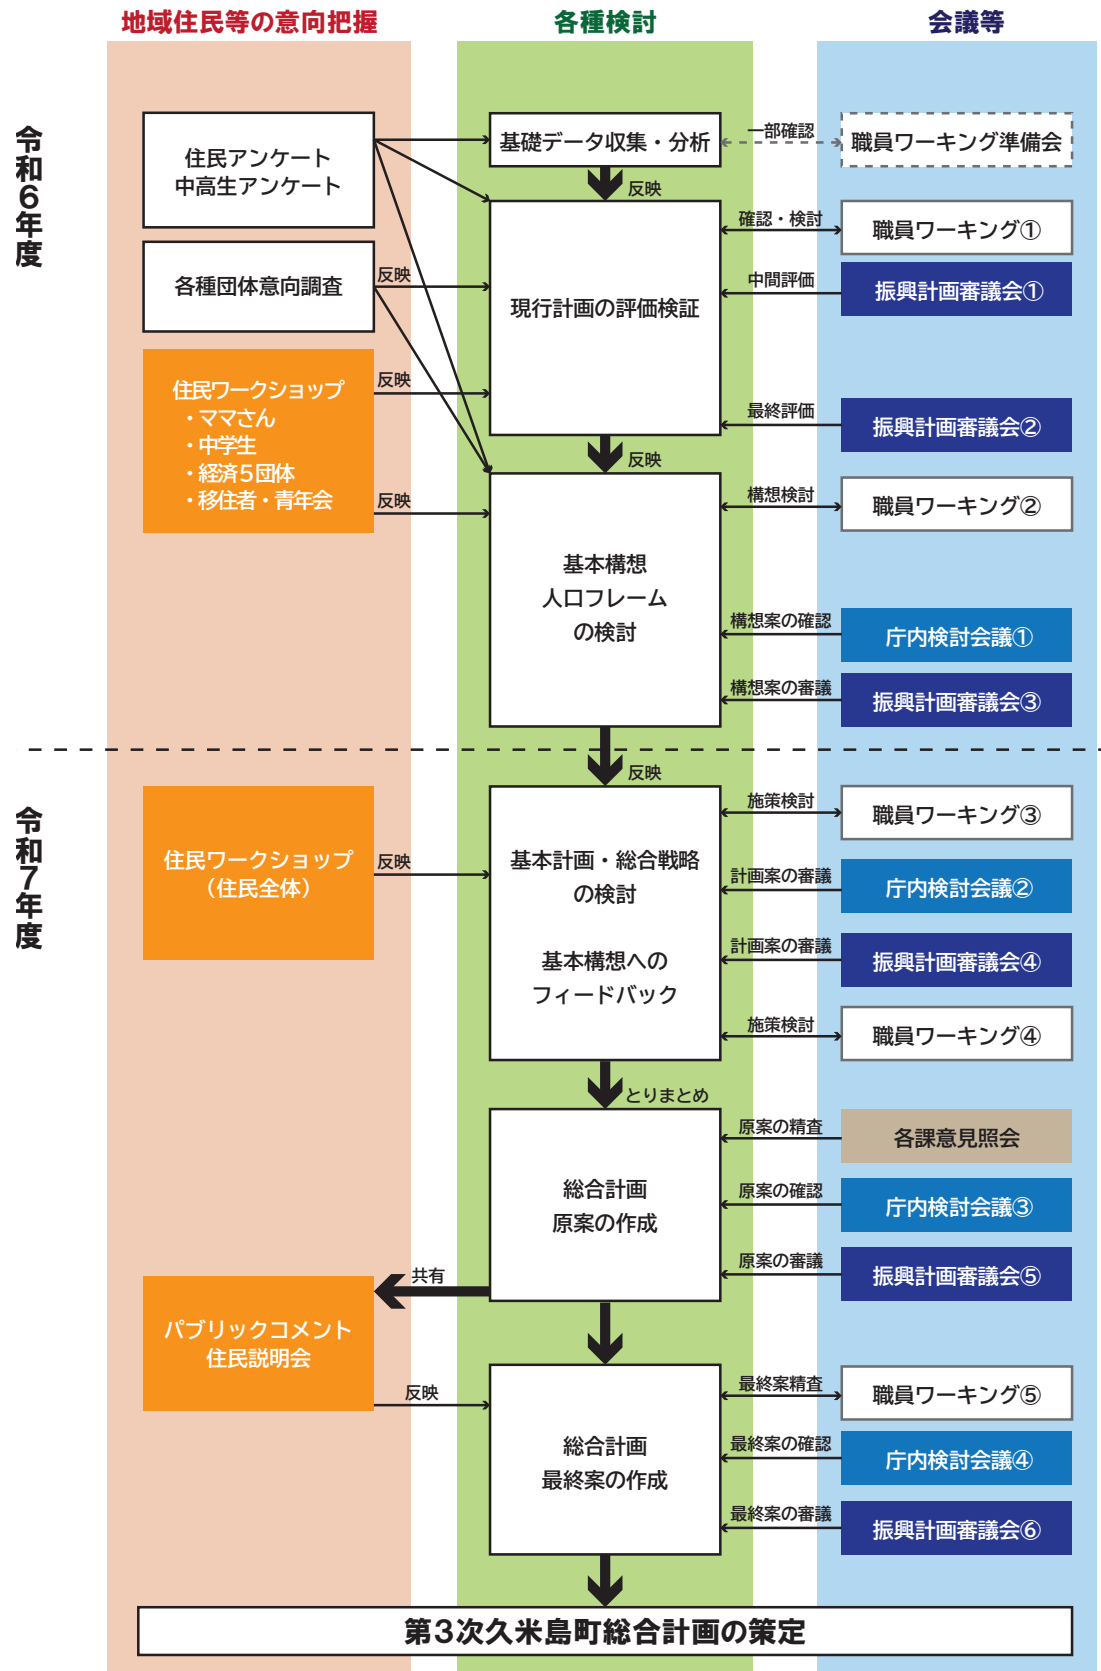 地域住民等の意向把握
各種検討
会議等
令和6年度
住民アンケート
中高生アンケート
基礎データ収集・分析
一部確認
職員ワーキング準備会
反映
確認・検討
職員ワーキング①
各種団体意向調査
反映
現行計画の評価検証
中間評価
振興計画審議会①
住民ワークショップ
・ママさん
・中学生
・経済5団体
・移住者・青年会
反映
最終評価
振興計画審議会②
反映
反映
基本構想
人口フレーム
の検討
構想検討
職員ワーキング②
構想案の確認
庁内検討会議①
構想案の審議
振興計画審議会③
反映
令和7年度
住民ワークショップ
（住民全体）
反映
基本計画・総合戦略
の検討
基本構想への
フィードバック
施策検討
職員ワーキング③
計画案の審議
庁内検討会議②
計画案の審議
振興計画審議会④
施策検討
職員ワーキング④
とりまとめ
総合計画
原案の作成
原案の精査
各課意見照会
原案の確認
庁内検討会議③
原案の審議
振興計画審議会⑤
共有
パブリックコメント
住民説明会
反映
総合計画
最終案の作成
最終案精査
職員ワーキング⑤
最終案の確認
庁内検討会議④
最終案の審議
振興計画審議会⑥
第3次久米島町総合計画の策定